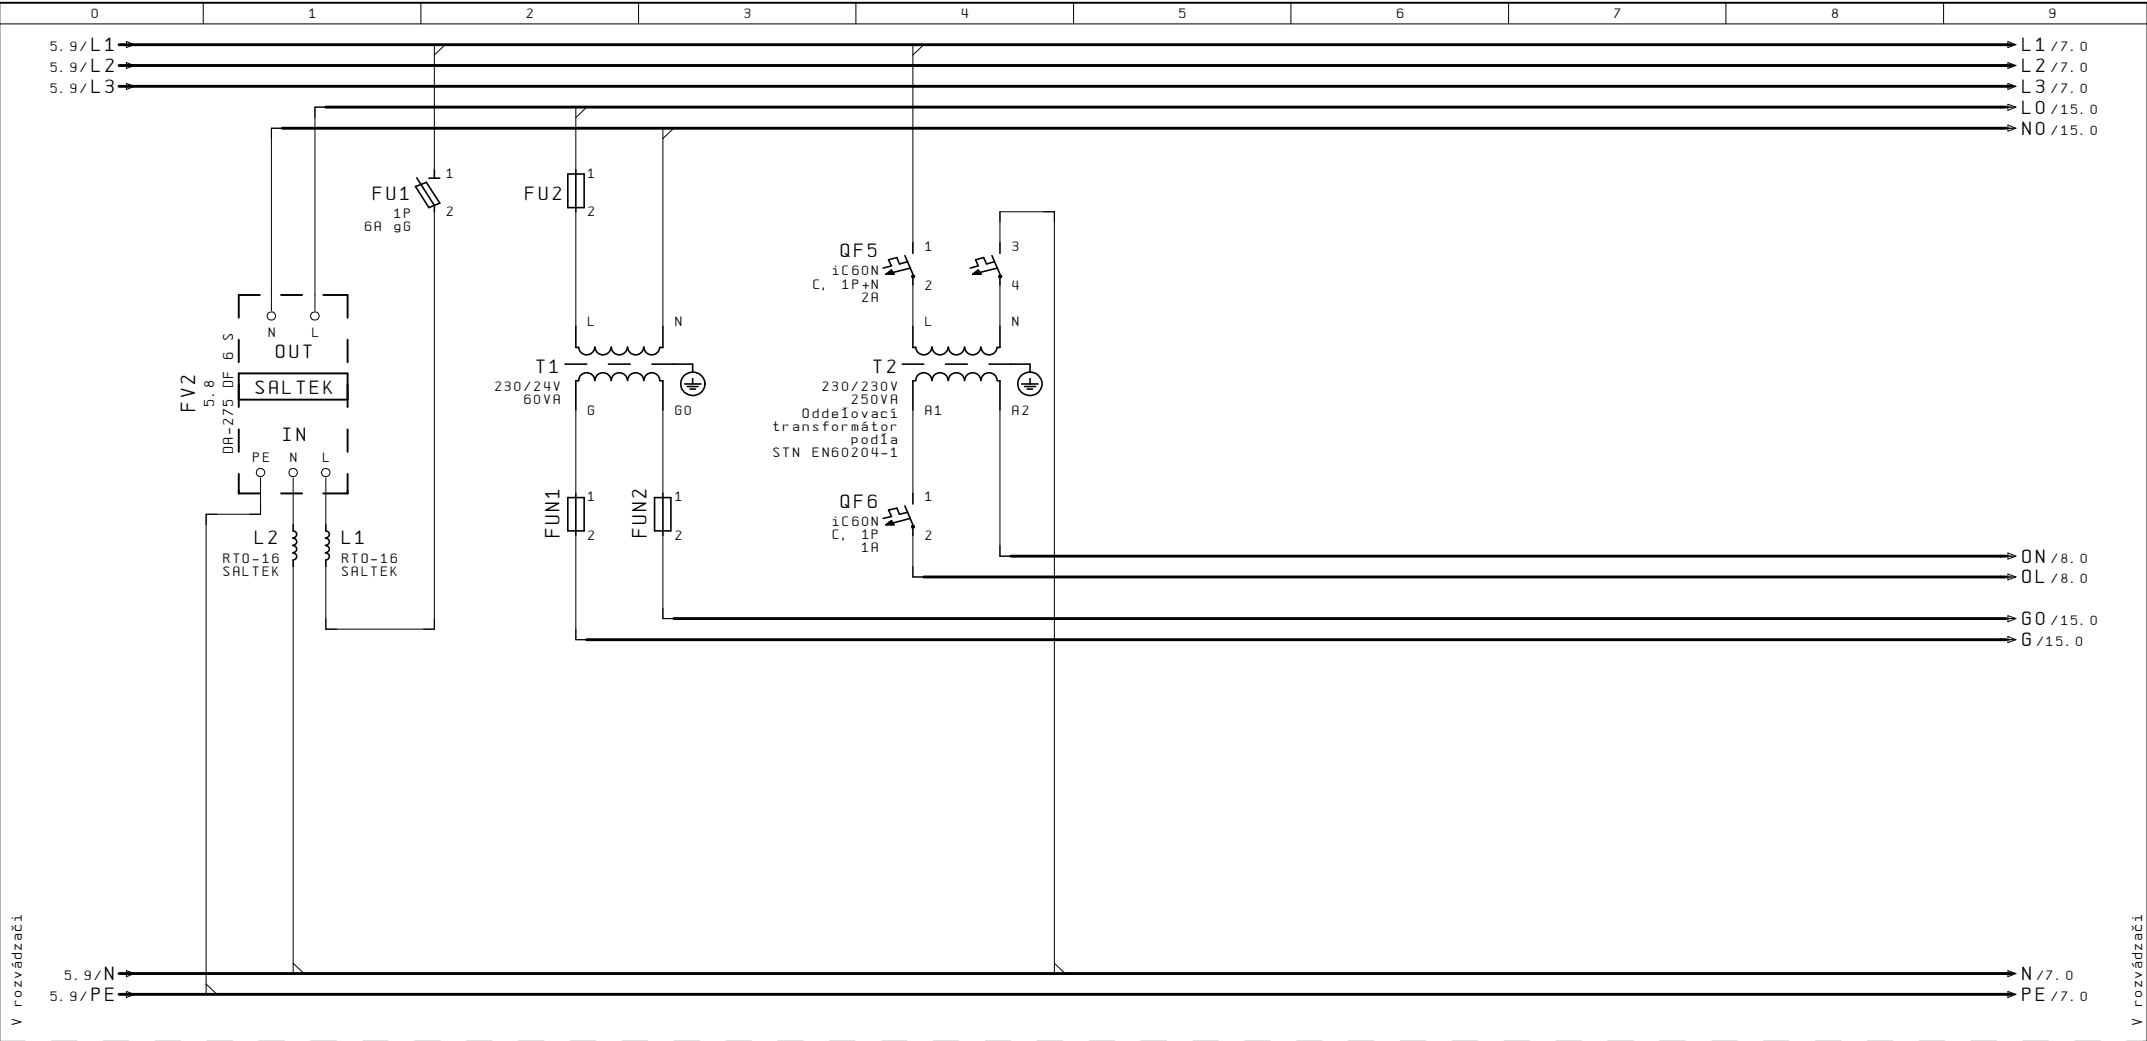 0 1 2 3 4 5 6 7 8 9
5.9/L1 L1/7.0
5.9/L2 L2/7.0
5.9/L3 L3/7.0
L0/15.0
N0/15.0
FU1
1P
6A gG
1
2
FU2
1
2
QF5
iC60N
C, 1P+N
2A
1
2
3
4
FV2
5.8
DA-275 DF 6 S
N L
OUT
SALTEK
IN
PE N L
L2
RTO-16
SALTEK
L1
RTO-16
SALTEK
L N
T1
230/24V
60VA
G G0
FUN1
1
2
FUN2
1
2
L N
T2
230/230V
250VA
Oddeľovací
transformátor
podľa
STN EN60204-1
A1 A2
QF6
iC60N
C, 1P
1A
1
2
ON/8.0
OL/8.0
G0/15.0
G/15.0
5.9/N N/7.0
5.9/PE PE/7.0
V rozvádzači
V rozvádzači